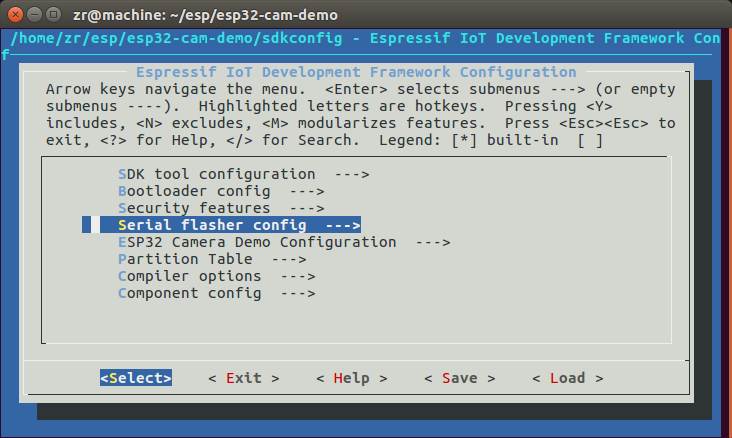 zr@machine: ~/esp/esp32-cam-demo
/home/zr/esp/esp32-cam-demo/sdkconfig - Espressif IoT Development Framework Con
f
Espressif IoT Development Framework Configuration
Arrow keys navigate the menu.  <Enter> selects submenus ---> (or empty
submenus ----).  Highlighted letters are hotkeys.  Pressing <Y>
includes, <N> excludes, <M> modularizes features.  Press <Esc><Esc> to
exit, <?> for Help, </> for Search.  Legend: [*] built-in  [ ]
SDK tool configuration  --->
Bootloader config  --->
Security features  --->
Serial flasher config  --->
ESP32 Camera Demo Configuration  --->
Partition Table  --->
Compiler options  --->
Component config  --->
<Select>    < Exit >    < Help >    < Save >    < Load >